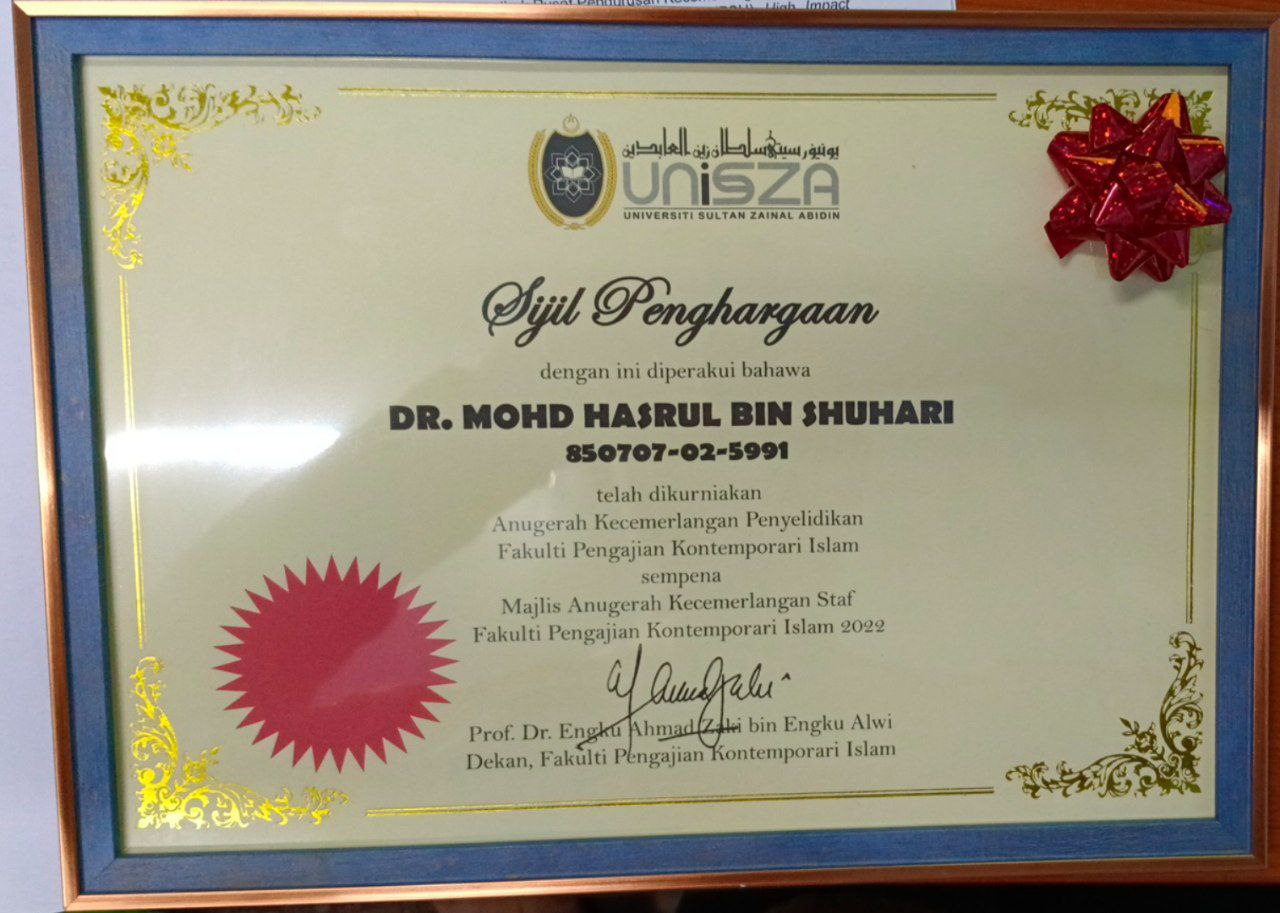 High Impact
يونيۏرسيتي سلطان زين العابدين
UNiSZA
UNIVERSITI SULTAN ZAINAL ABIDIN
Sijil Penghargaan
dengan ini diperakui bahawa
DR. MOHD HASRUL BIN SHUHARI
850707-02-5991
telah dikurniakan
Anugerah Kecemerlangan Penyelidikan
Fakulti Pengajian Kontemporari Islam
sempena
Majlis Anugerah Kecemerlangan Staf
Fakulti Pengajian Kontemporari Islam 2022
Prof. Dr. Engku Ahmad Zaki bin Engku Alwi
Dekan, Fakulti Pengajian Kontemporari Islam